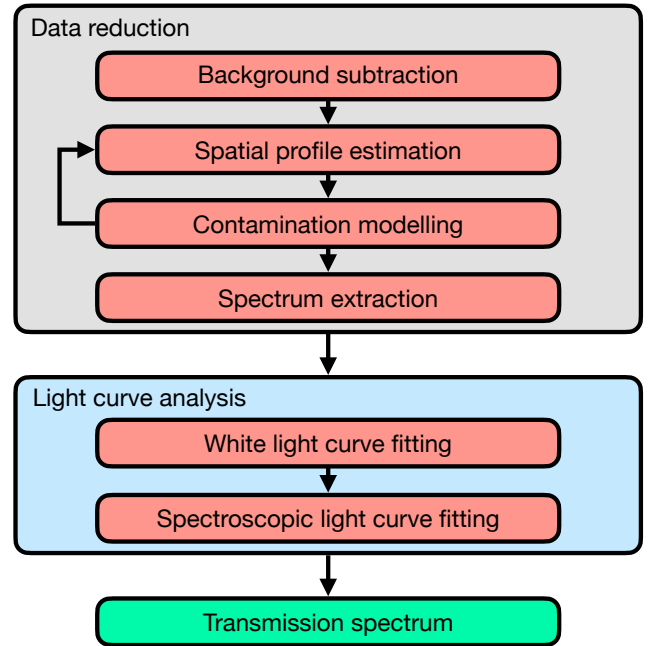 Data reduction
Background subtraction
Spatial profile estimation
Contamination modelling
Spectrum extraction
Light curve analysis
White light curve fitting
Spectroscopic light curve fitting
Transmission spectrum